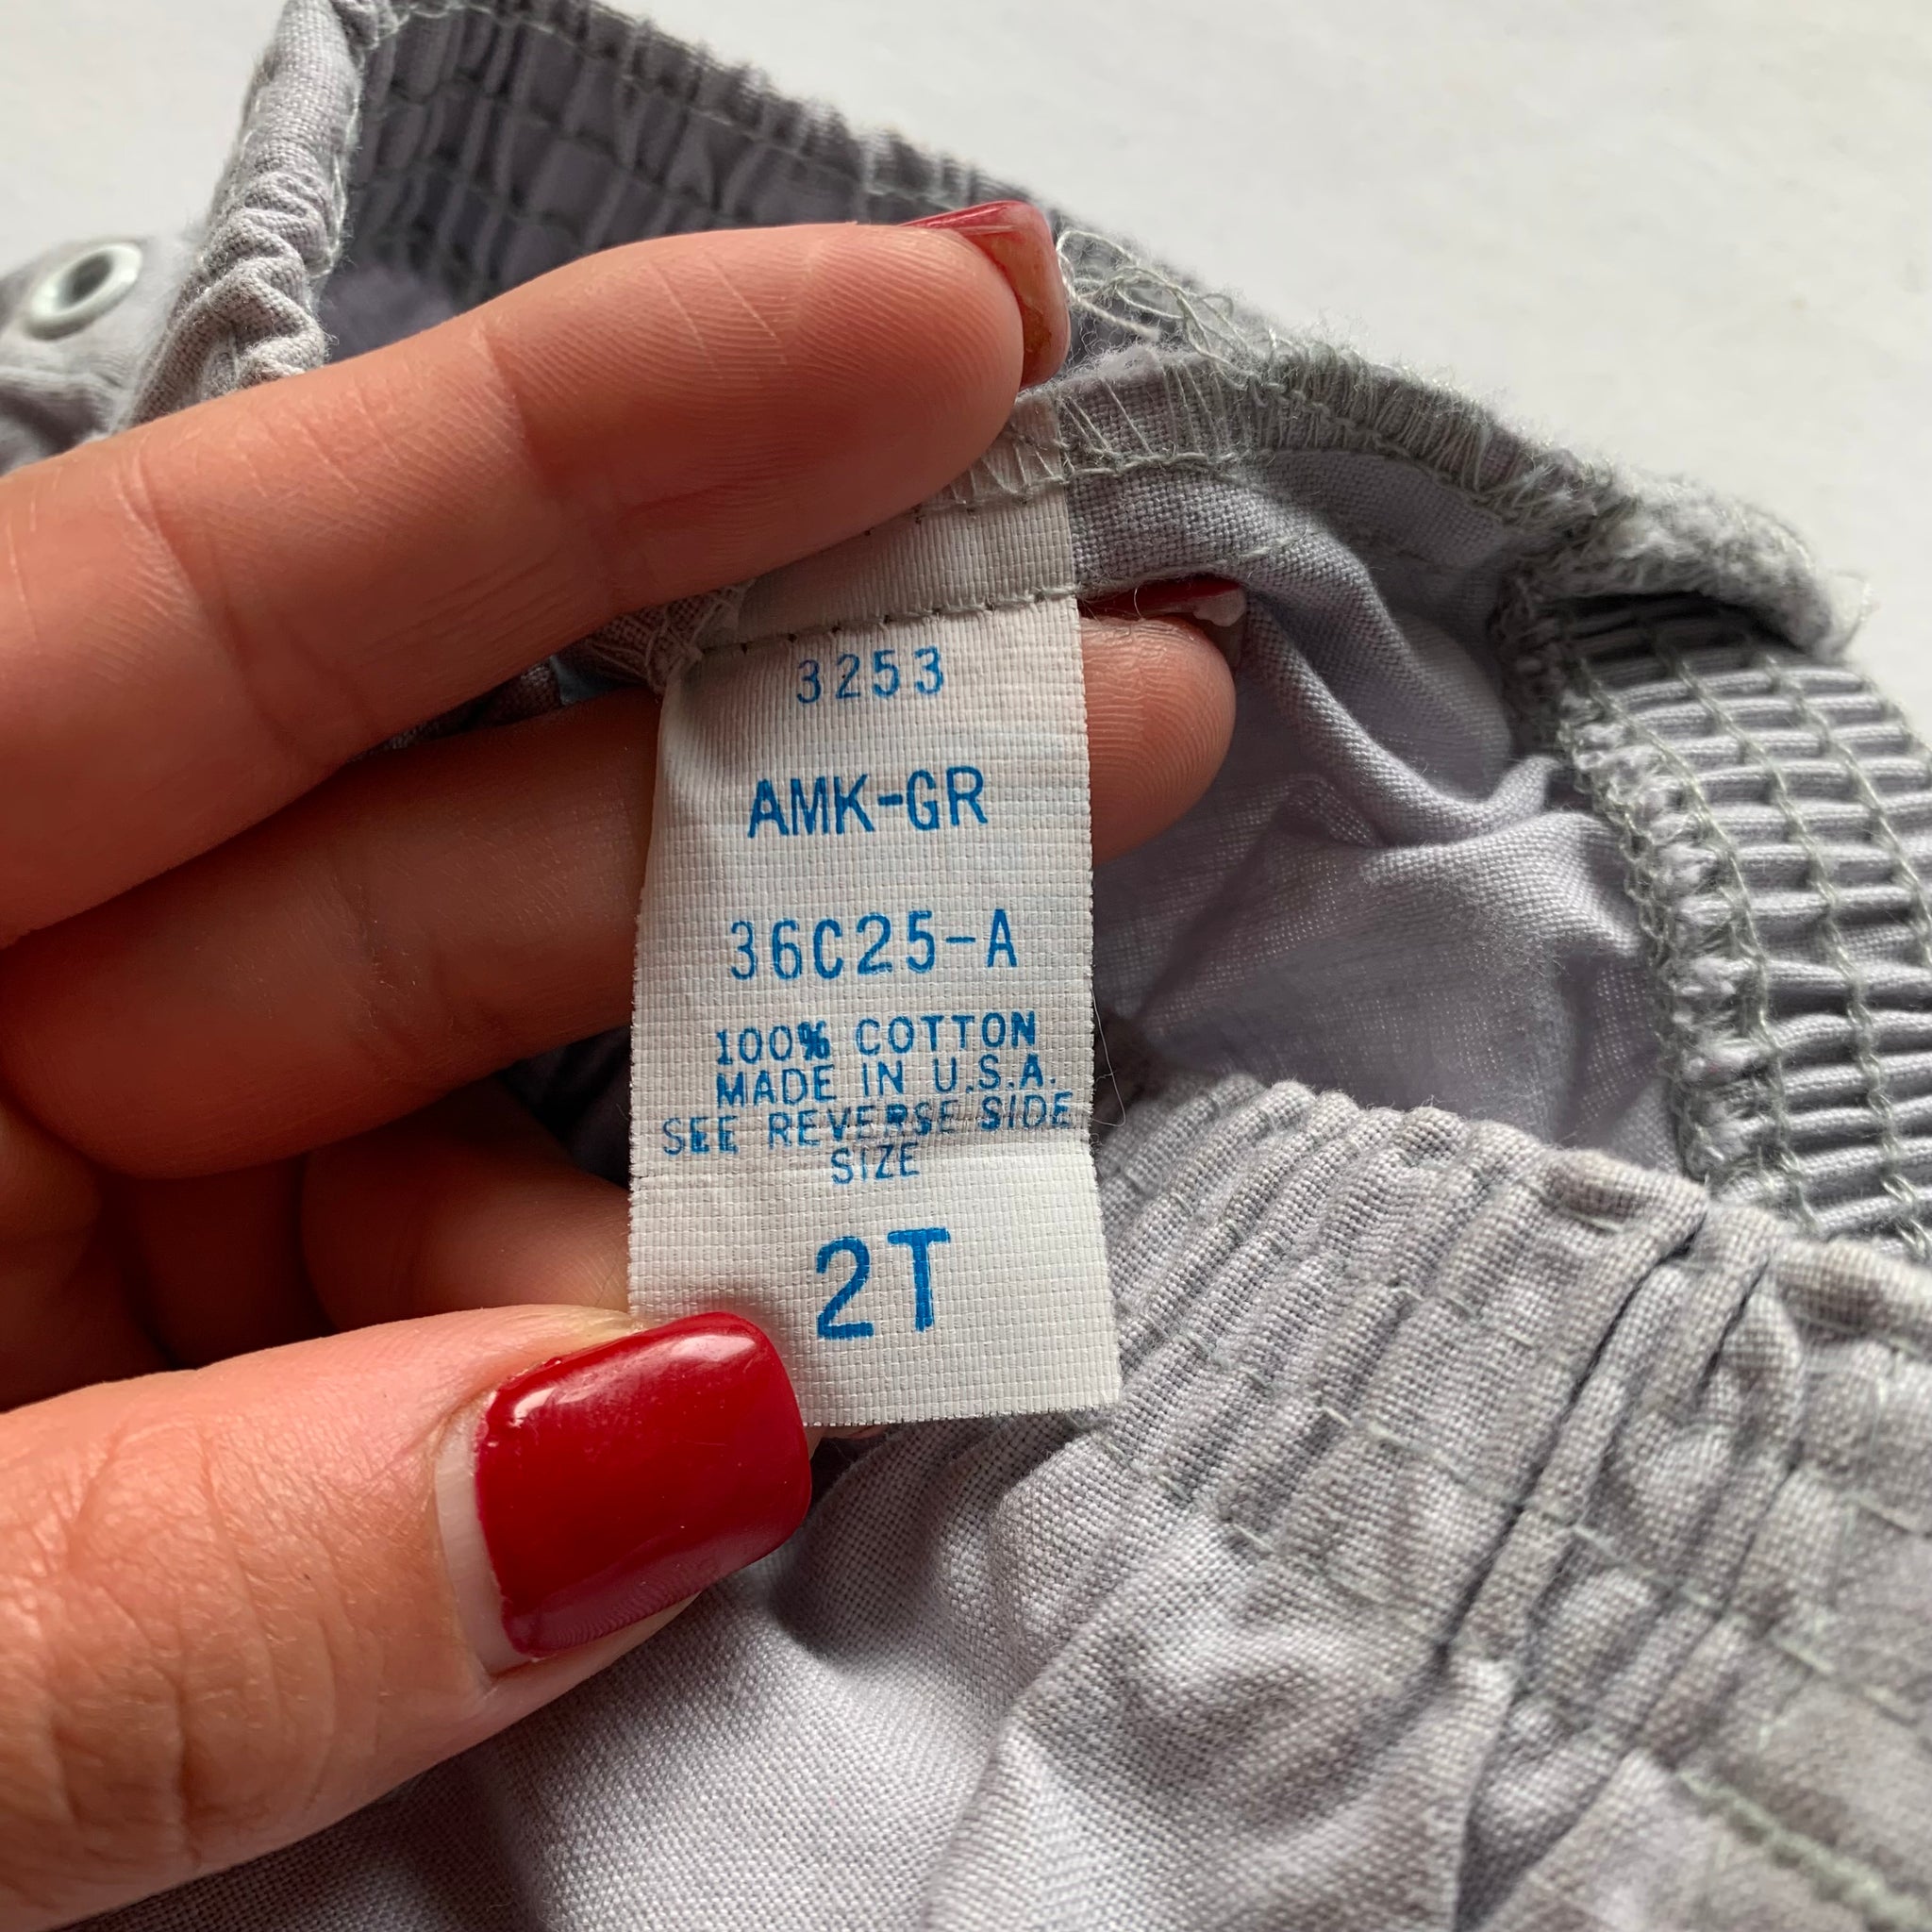 3253
AMK-GR
36C25-A
100% COTTON
MADE IN U.S.A.
SEE REVERSE SIDE
SIZE
2T